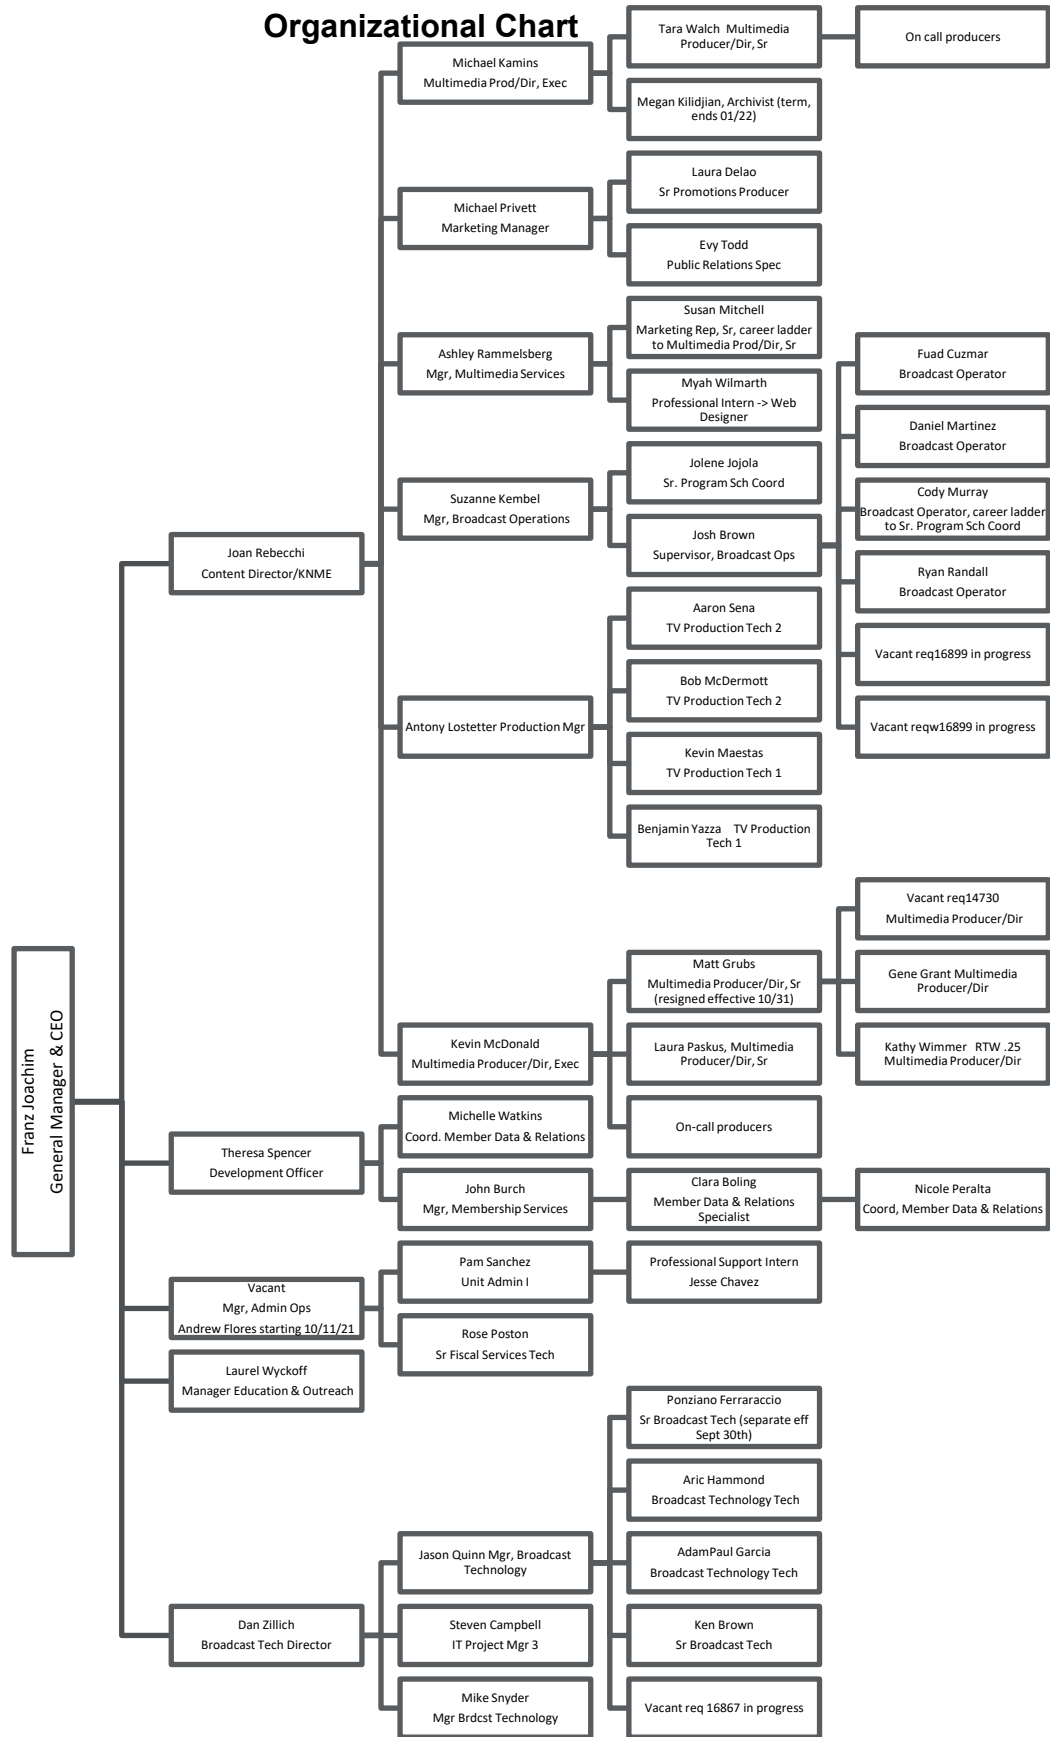 Organizational Chart
Franz Joachim
General Manager & CEO
Joan Rebecchi
Content Director/KNME
Michael Kamins
Multimedia Prod/Dir, Exec
Tara Walch  Multimedia
Producer/Dir, Sr
On call producers
Megan Kilidjian, Archivist (term,
ends 01/22)
Michael Privett
Marketing Manager
Laura Delao
Sr Promotions Producer
Evy Todd
Public Relations Spec
Ashley Rammelsberg
Mgr, Multimedia Services
Susan Mitchell
Marketing Rep, Sr, career ladder
to Multimedia Prod/Dir, Sr
Myah Wilmarth
Professional Intern -> Web
Designer
Suzanne Kembel
Mgr, Broadcast Operations
Jolene Jojola
Sr. Program Sch Coord
Josh Brown
Supervisor, Broadcast Ops
Fuad Cuzmar
Broadcast Operator
Daniel Martinez
Broadcast Operator
Cody Murray
Broadcast Operator, career ladder
to Sr. Program Sch Coord
Ryan Randall
Broadcast Operator
Vacant req16899 in progress
Vacant reqw16899 in progress
Antony Lostetter Production Mgr
Aaron Sena
TV Production Tech 2
Bob McDermott
TV Production Tech 2
Kevin Maestas
TV Production Tech 1
Benjamin Yazza    TV Production
Tech 1
Kevin McDonald
Multimedia Producer/Dir, Exec
Matt Grubs
Multimedia Producer/Dir, Sr
(resigned effective 10/31)
Vacant req14730
Multimedia Producer/Dir
Gene Grant Multimedia
Producer/Dir
Kathy Wimmer   RTW .25
Multimedia Producer/Dir
Laura Paskus, Multimedia
Producer/Dir, Sr
On-call producers
Theresa Spencer
Development Officer
Michelle Watkins
Coord. Member Data & Relations
John Burch
Mgr, Membership Services
Clara Boling
Member Data & Relations
Specialist
Nicole Peralta
Coord, Member Data & Relations
Vacant
Mgr, Admin Ops
Andrew Flores starting 10/11/21
Pam Sanchez
Unit Admin I
Professional Support Intern
Jesse Chavez
Rose Poston
Sr Fiscal Services Tech
Laurel Wyckoff
Manager Education & Outreach
Dan Zillich
Broadcast Tech Director
Jason Quinn Mgr, Broadcast
Technology
Ponziano Ferraraccio
Sr Broadcast Tech (separate eff
Sept 30th)
Aric Hammond
Broadcast Technology Tech
AdamPaul Garcia
Broadcast Technology Tech
Ken Brown
Sr Broadcast Tech
Vacant req 16867 in progress
Steven Campbell
IT Project Mgr 3
Mike Snyder
Mgr Brdcst Technology